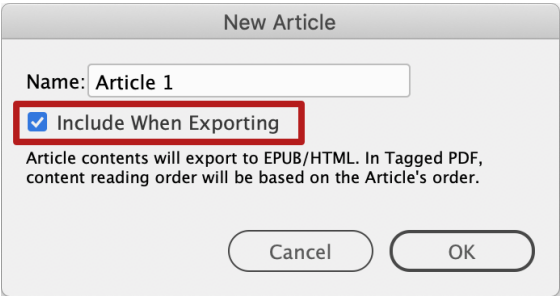 New Article
Name: Article 1
Include When Exporting
Article contents will export to EPUB/HTML. In Tagged PDF,
content reading order will be based on the Article's order.
Cancel OK